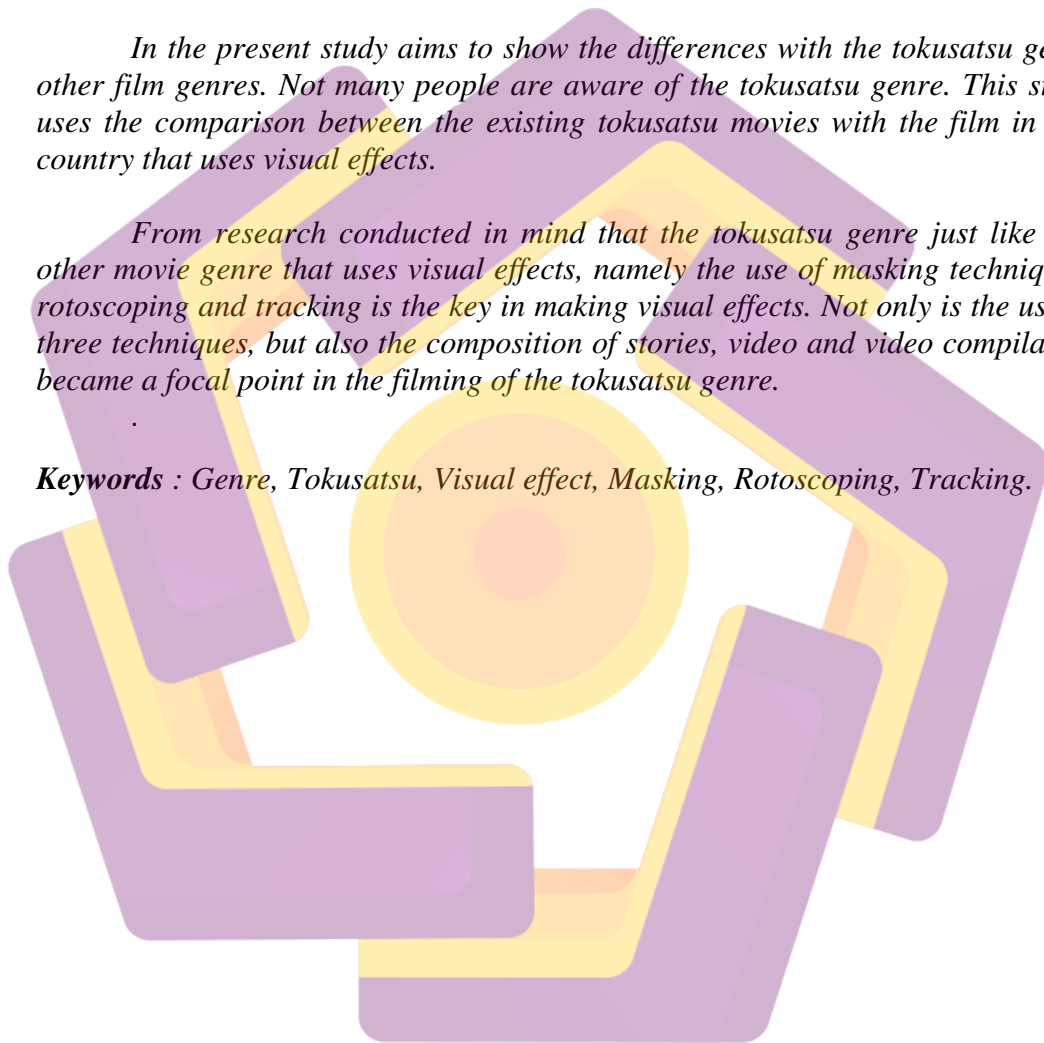 In the present study aims to show the differences with the tokusatsu
other film genres. Not many people are aware of the tokusatsu genre. This
uses the comparison between the existing tokusatsu movies with the film in
country that uses visual effects.
From research conducted in mind that the tokusatsu genre just like
other movie genre that uses visual effects, namely the use of masking
rotoscoping and tracking is the key in making visual effects. Not only is the
three techniques, but also the composition of stories, video and video
became a focal point in the filming of the tokusatsu genre.
.
Keywords : Genre, Tokusatsu, Visual effect, Masking, Rotoscoping, Tracking.